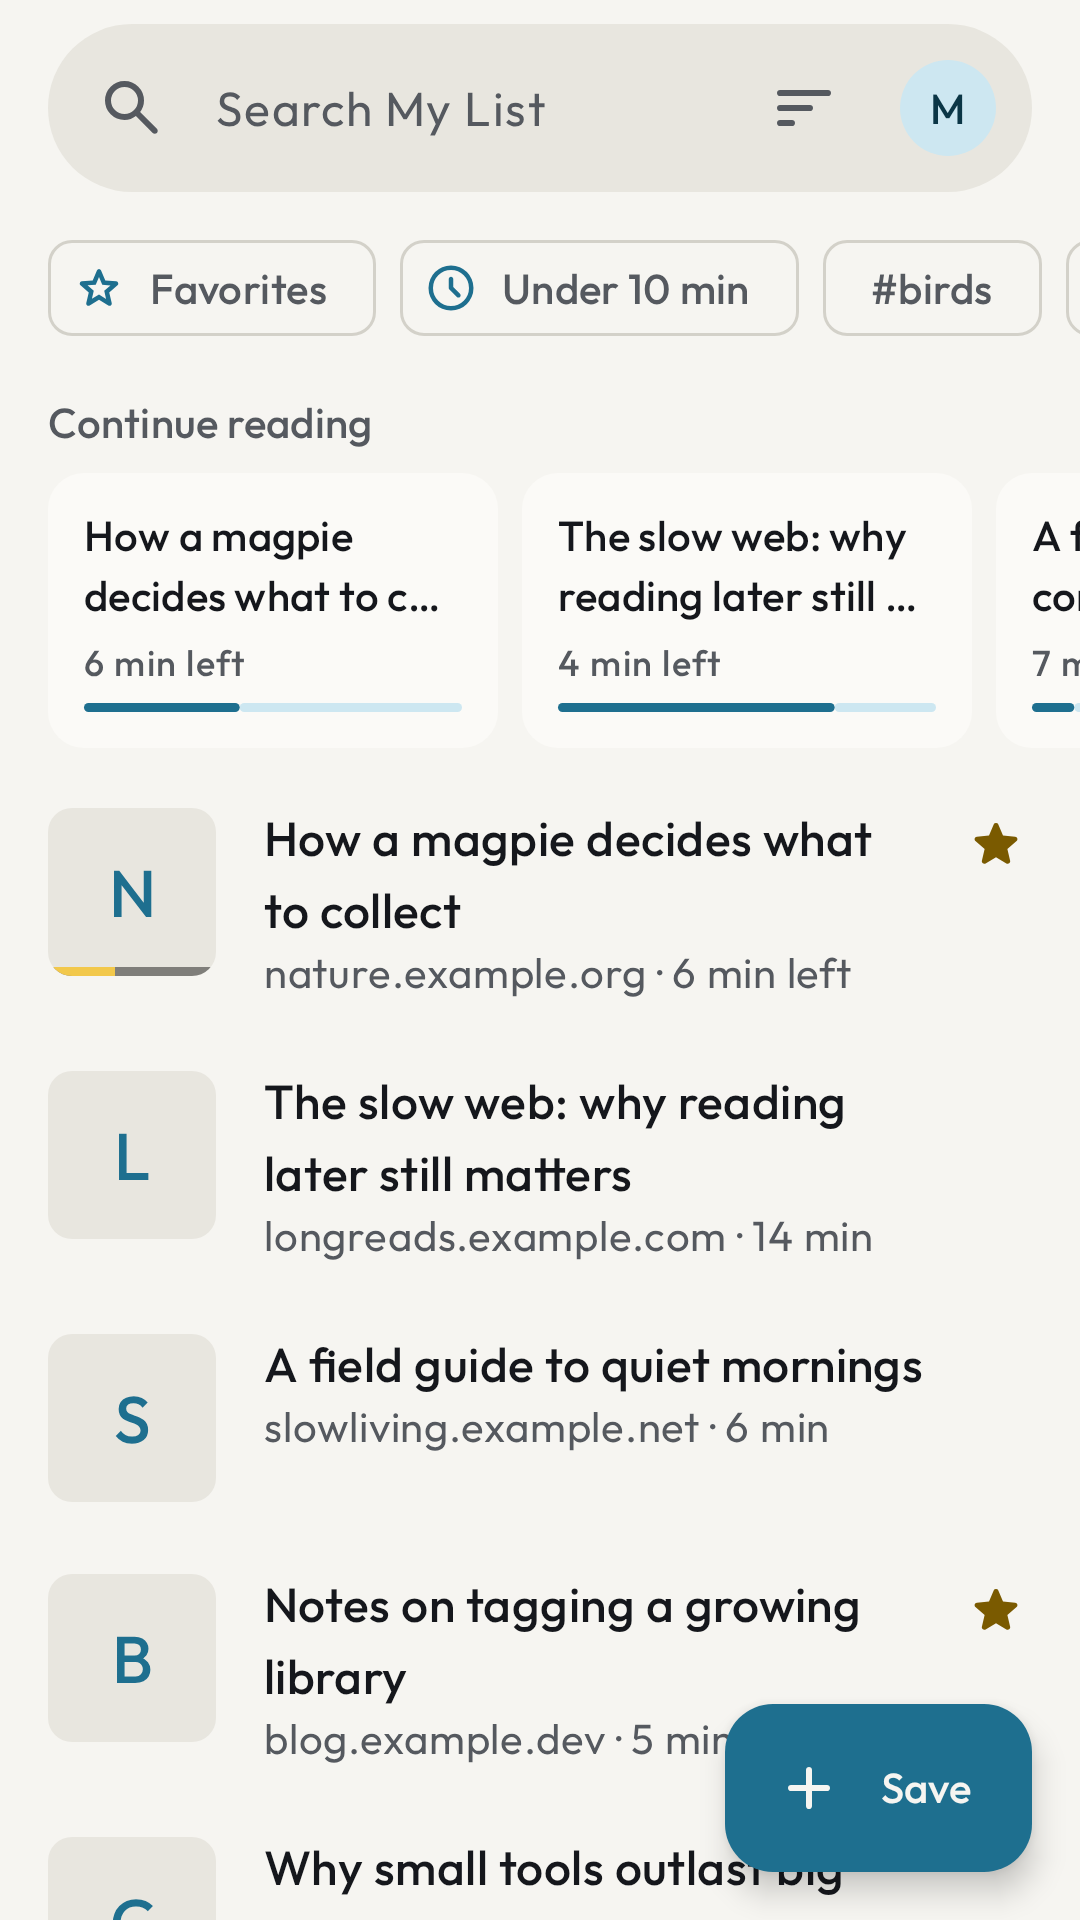 Search My List
M
Favorites
Under 10 min
#birds
Continue reading
How a magpie
decides what to c...
6 min left
The slow web: why
reading later still ...
4 min left
A f
co
7 m
N
How a magpie decides what
to collect
nature.example.org · 6 min left
L
The slow web: why reading
later still matters
longreads.example.com · 14 min
S
A field guide to quiet mornings
slowliving.example.net · 6 min
B
Notes on tagging a growing
library
blog.example.dev · 5 min
Save
Why small tools outlast big